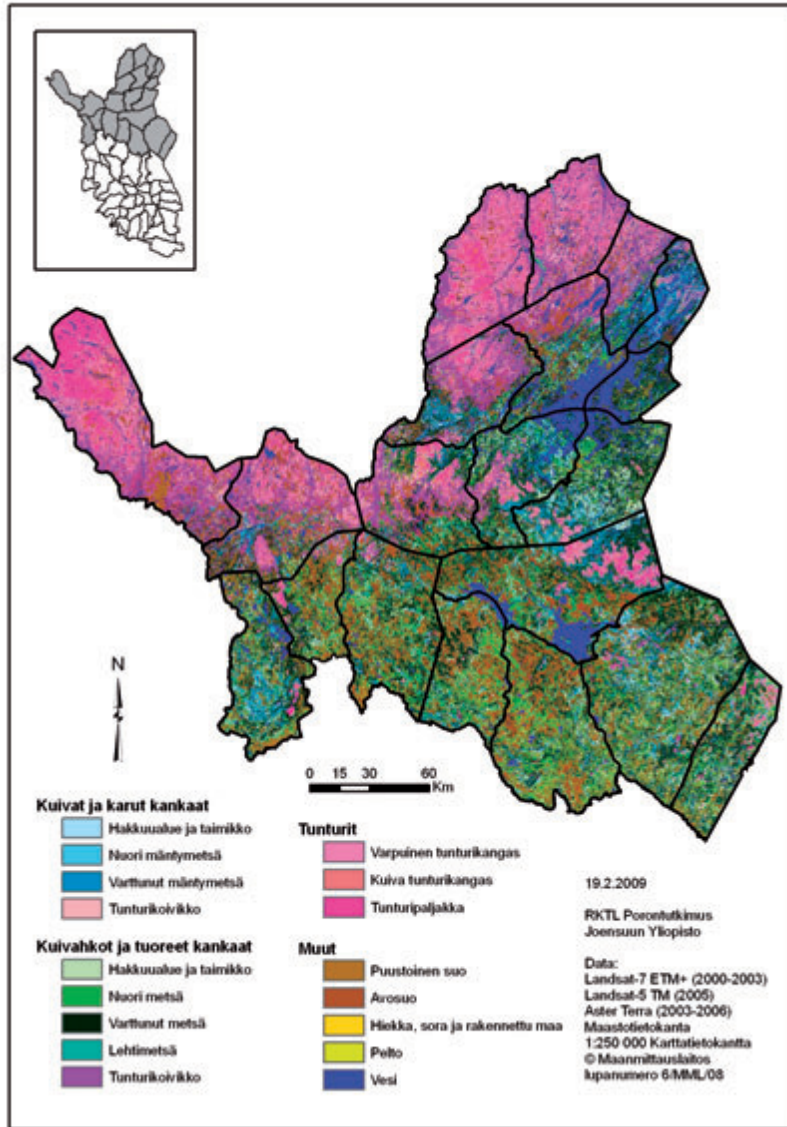 N
0 15 30 60
Km
Kuivat ja karut kankaat
Hakkuualue ja taimikko
Nuori mäntymetsä
Varttunut mäntymetsä
Tunturikoivikko
Kuivahkot ja tuoreet kankaat
Hakkuualue ja taimikko
Nuori metsä
Varttunut metsä
Lehtimetsä
Tunturikoivikko
Tunturit
Varpuinen tunturikangas
Kuiva tunturikangas
Tunturipaljakka
Muut
Puustoinen suo
Avosuo
Hiekka, sora ja rakennettu maa
Pelto
Vesi
19.2.2009
RKTL Porontutkimus
Joensuun Yliopisto
Data:
Landsat-7 ETM+ (2000-2003)
Landsat-5 TM (2005)
Aster Terra (2003-2006)
Maastotietokanta
1:250 000 Karttatietokantta
© Maanmittauslaitos
lupanumero 6/MML/08